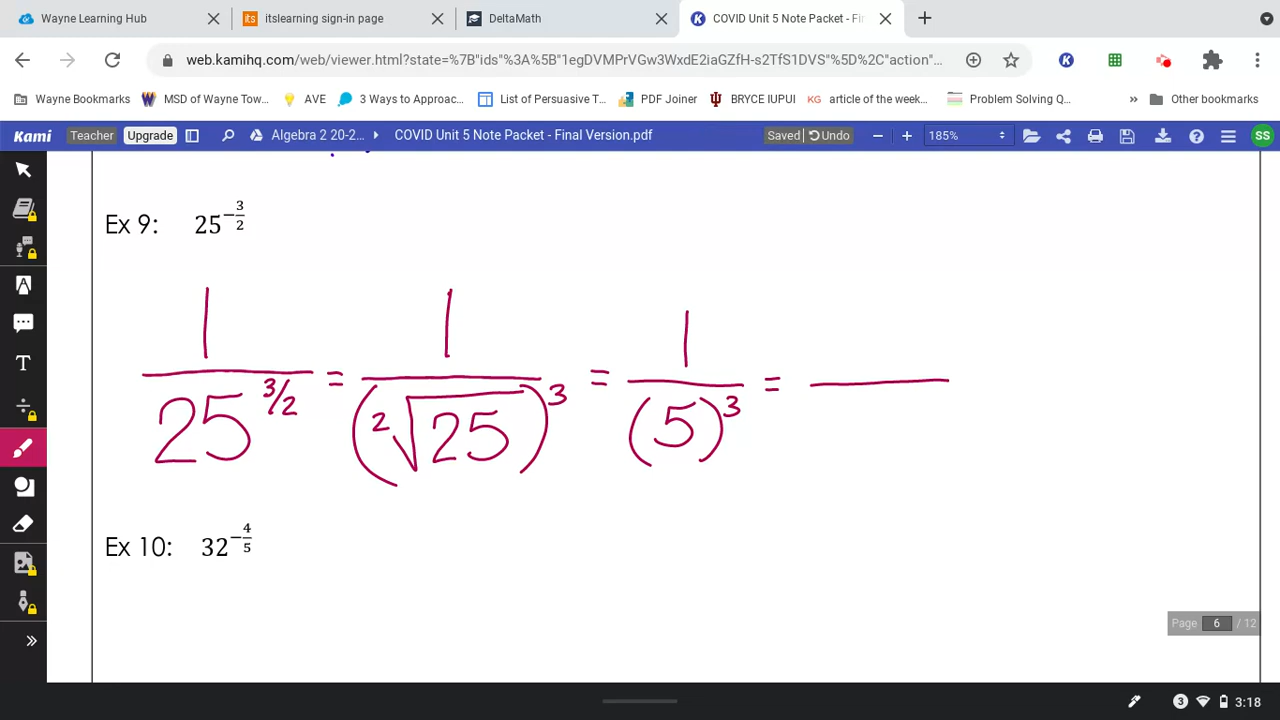 Wayne Learning Hub
its itslearning sign-in page
DeltaMath
K COVID Unit 5 Note Packet - Fin
web.kamihq.com/web/viewer.html?state=%7B"ids"%3A%5B"1egDVMPrVGw3WxdE2iaGZfH-s2TfS1DVS"%5D%2C"action"...
Wayne Bookmarks
MSD of Wayne Tow...
AVE
3 Ways to Approac...
List of Persuasive T...
PDF Joiner
BRYCE IUPUI
KG article of the week...
Problem Solving Q...
» Other bookmarks
Kami Teacher Upgrade
Algebra 2 20-2... COVID Unit 5 Note Packet - Final Version.pdf
Saved Undo − + 185% SS
Ex 9: 25^(-3/2)
1/25^(3/2) = 1/(²√25)³ = 1/(5)³ =
Ex 10: 32^(-4/5)
Page 6 / 12
3 3:18